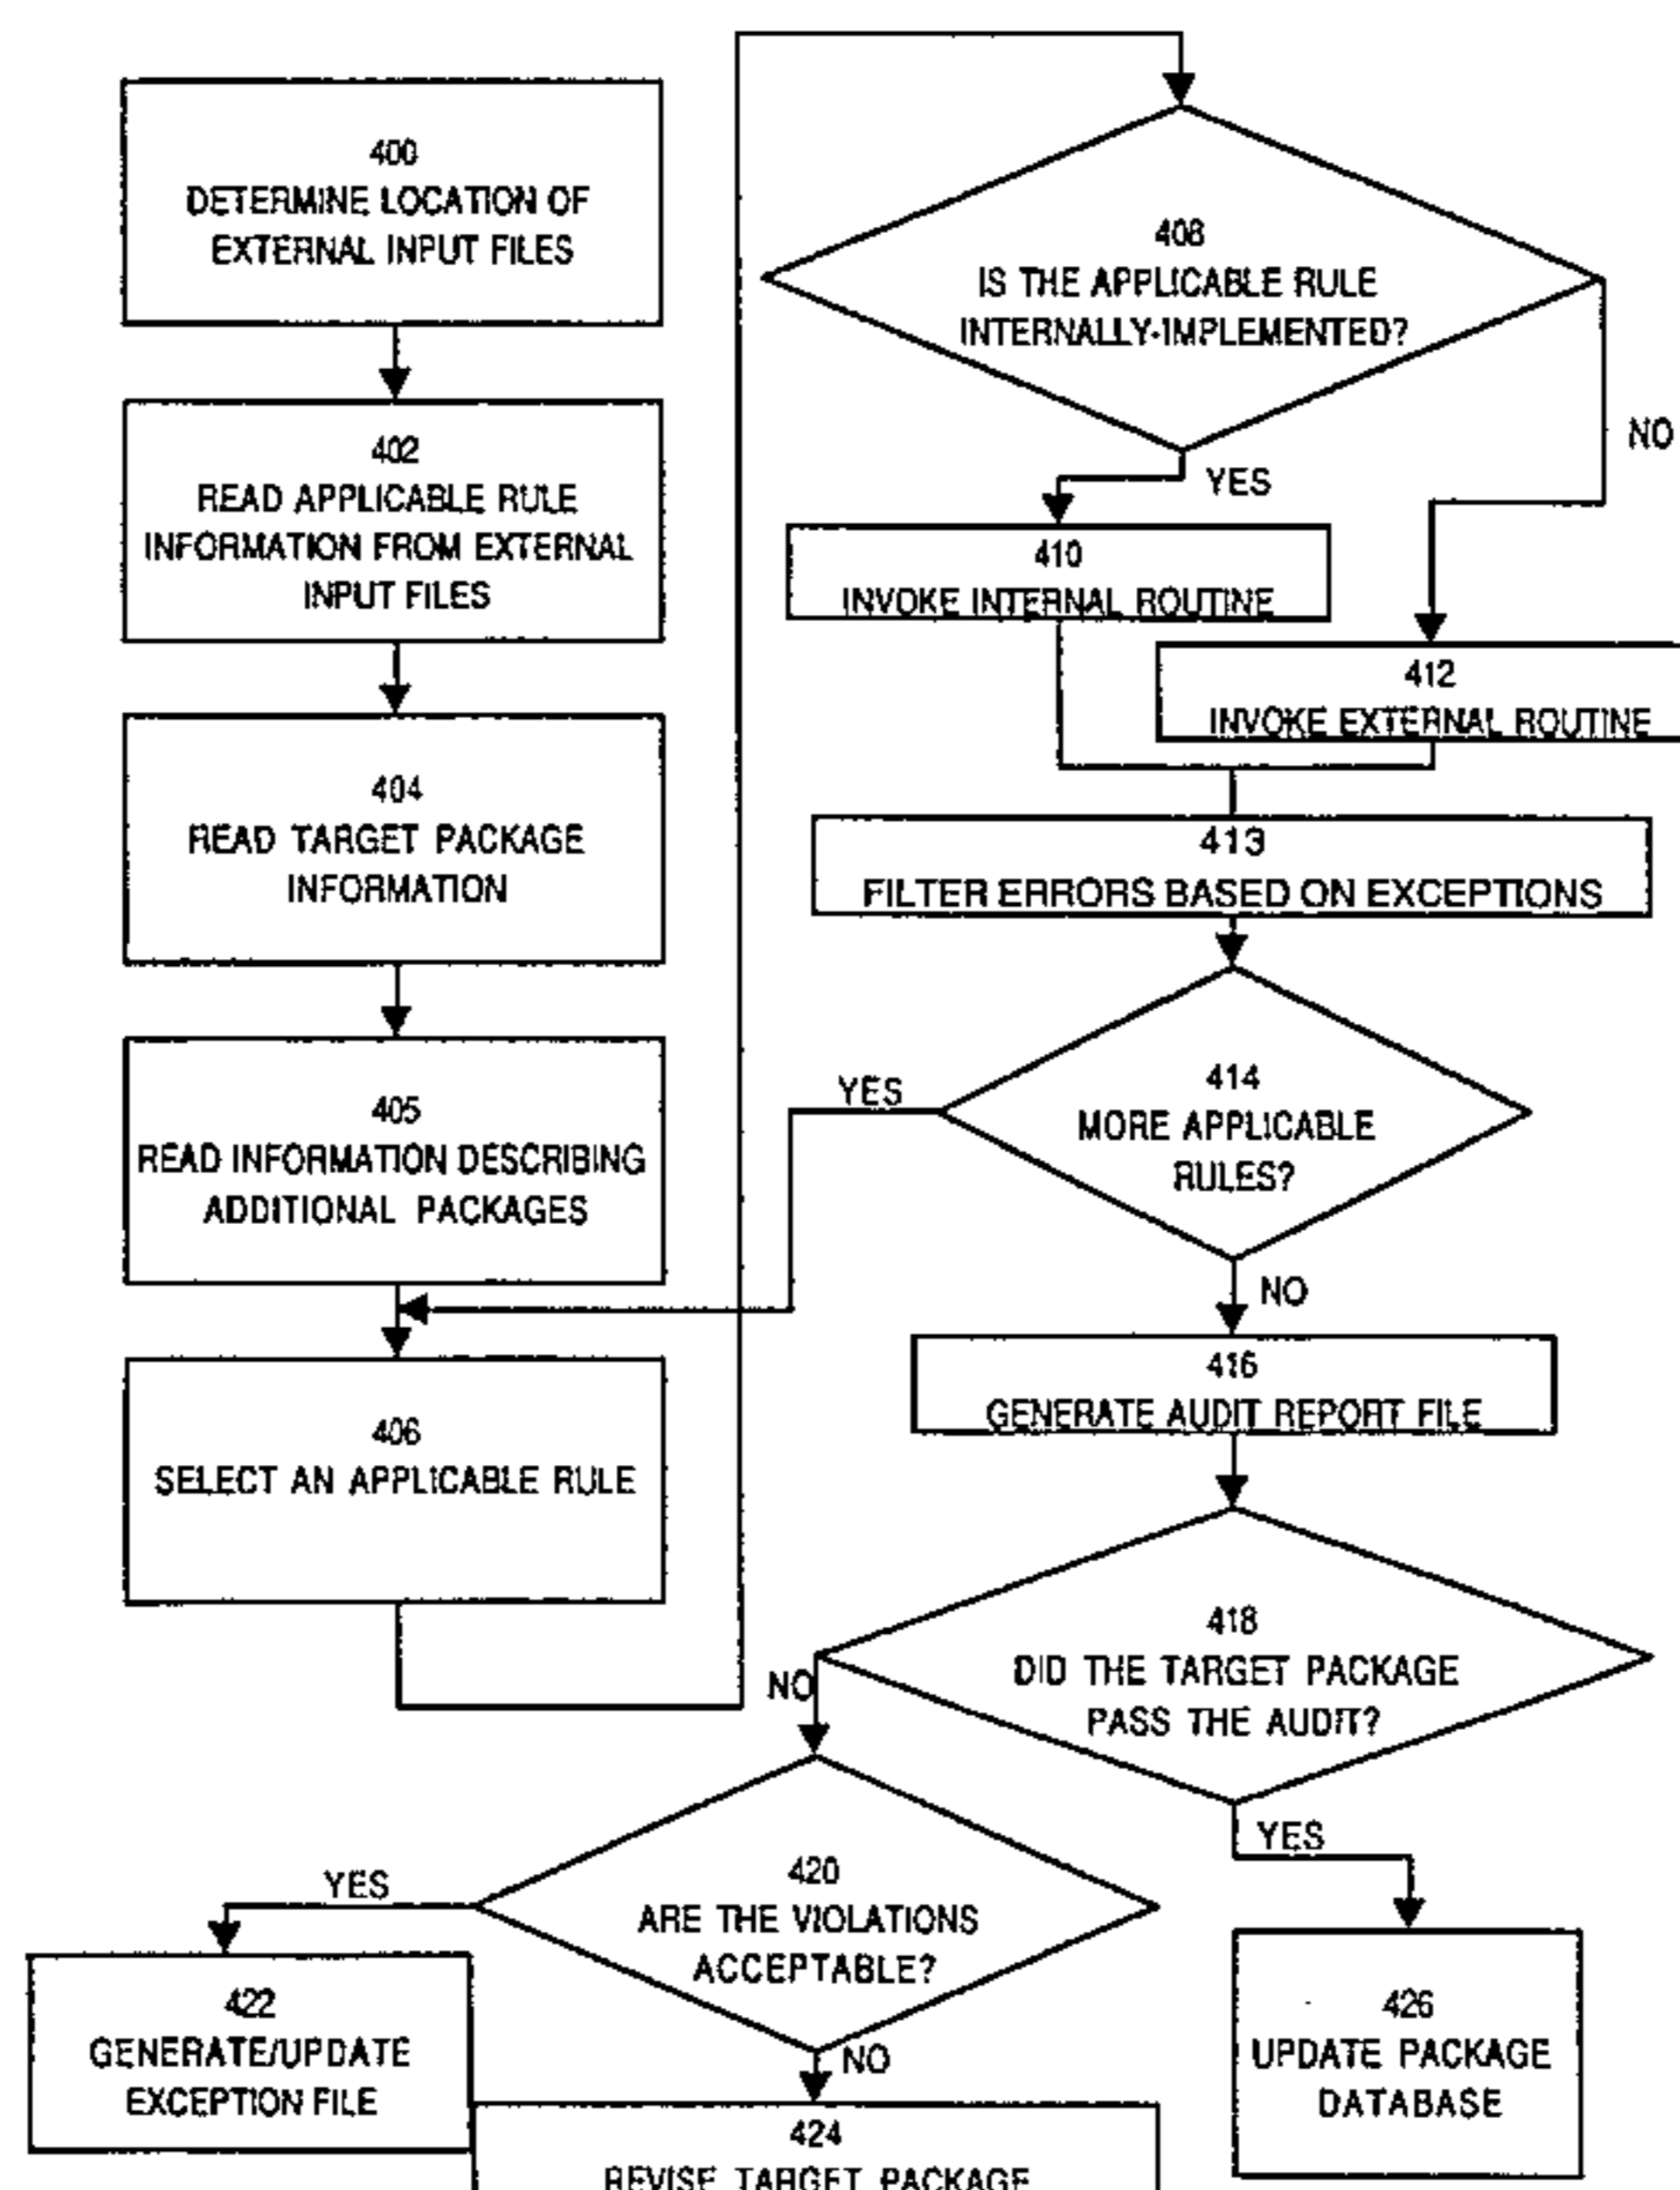 400
DETERMINE LOCATION OF
EXTERNAL INPUT FILES
402
READ APPLICABLE RULE
INFORMATION FROM EXTERNAL
INPUT FILES
404
READ TARGET PACKAGE
INFORMATION
405
READ INFORMATION DESCRIBING
ADDITIONAL PACKAGES
406
SELECT AN APPLICABLE RULE
408
IS THE APPLICABLE RULE
INTERNALLY-IMPLEMENTED?
NO
YES
410
INVOKE INTERNAL ROUTINE
412
INVOKE EXTERNAL ROUTINE
413
FILTER ERRORS BASED ON EXCEPTIONS
YES
414
MORE APPLICABLE
RULES?
NO
416
GENERATE AUDIT REPORT FILE
418
DID THE TARGET PACKAGE
PASS THE AUDIT?
NO
YES
420
ARE THE VIOLATIONS
ACCEPTABLE?
YES
NO
422
GENERATE/UPDATE
EXCEPTION FILE
424
REVISE TARGET PACKAGE
426
UPDATE PACKAGE
DATABASE